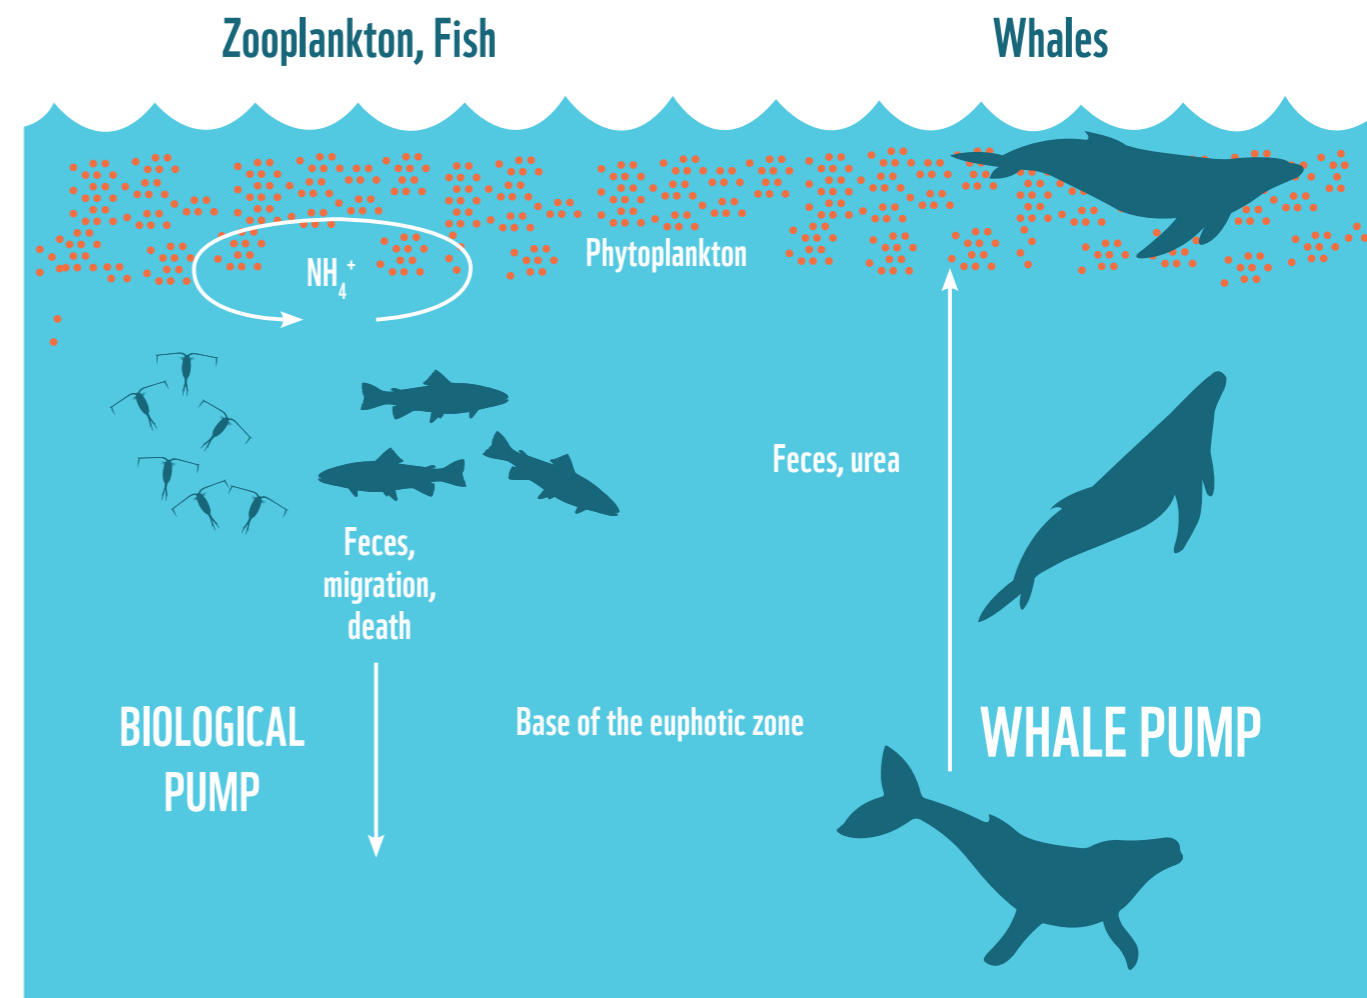 Zooplankton, Fish
Whales
Phytoplankton
NH₄⁺
Feces, urea
Feces,
migration,
death
BIOLOGICAL
PUMP
Base of the euphotic zone
WHALE PUMP